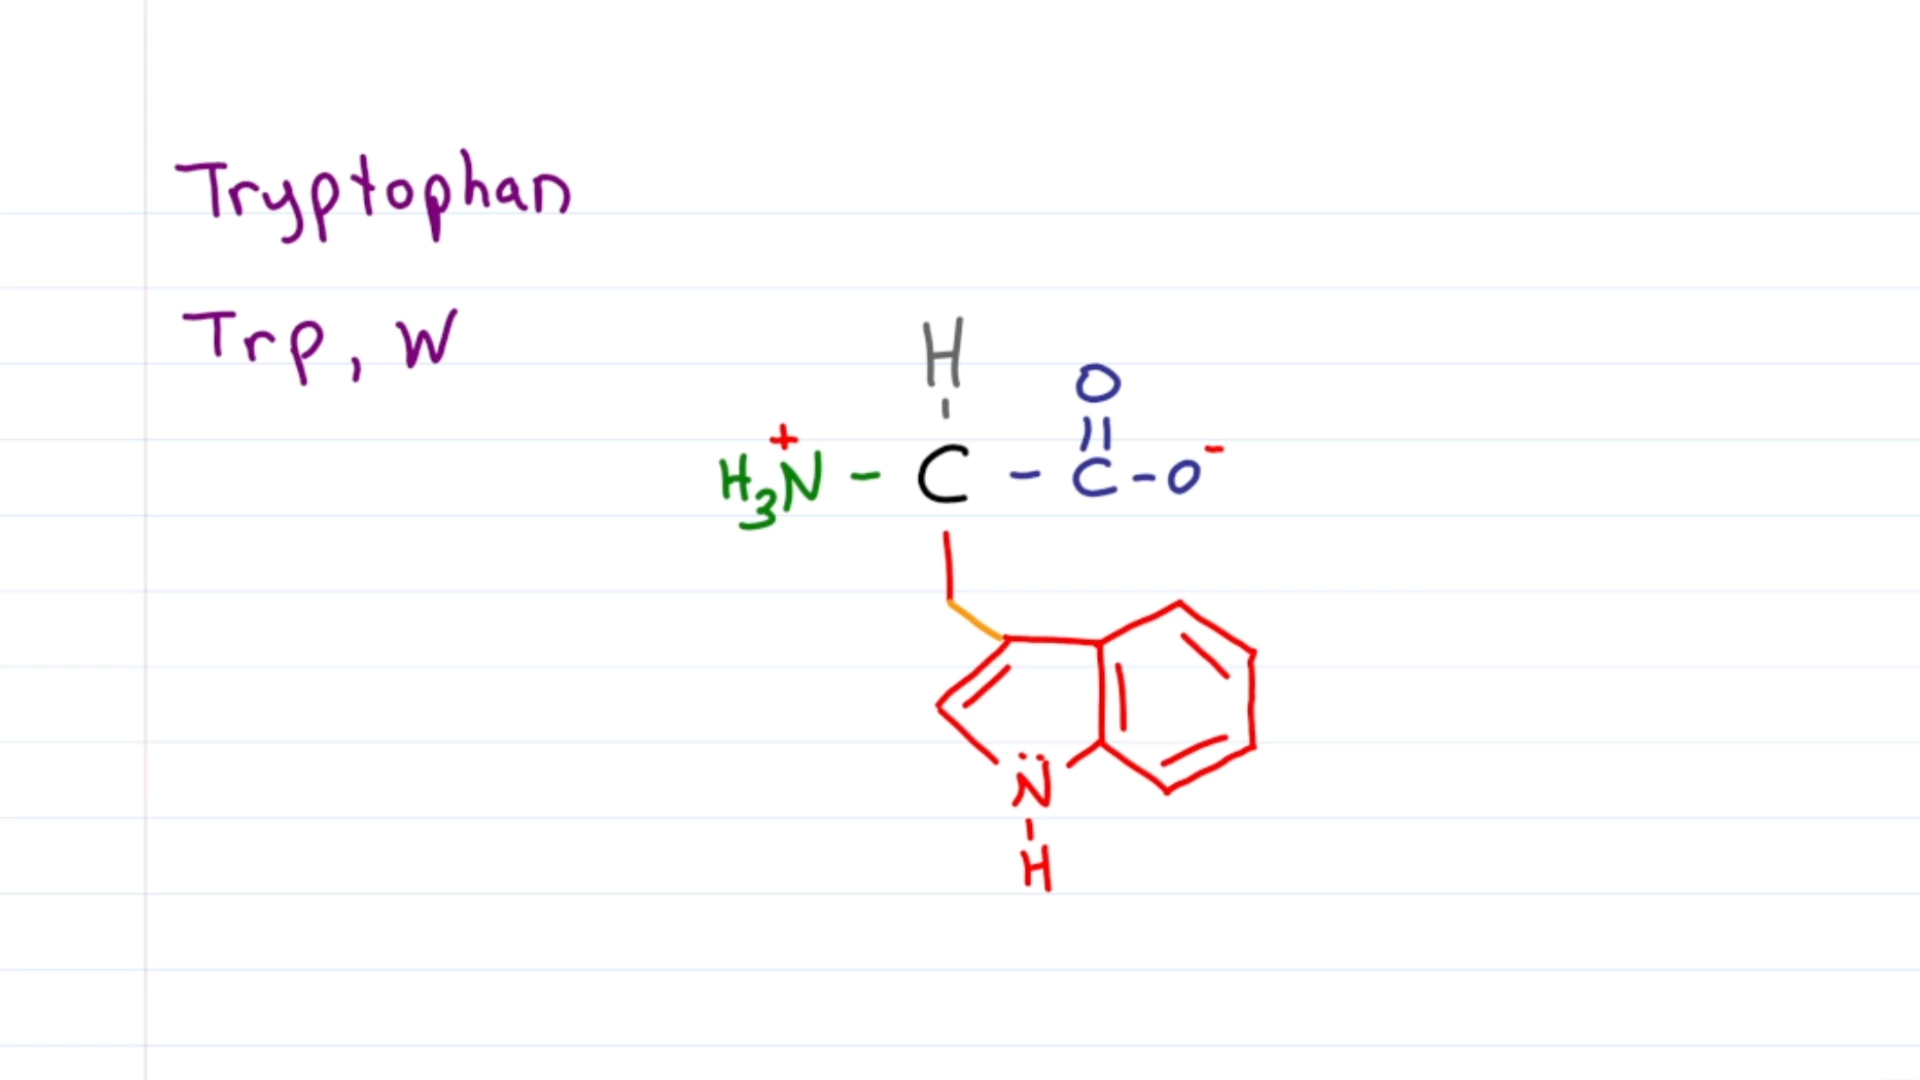 Tryptophan
Trp, W
H
O
H₃N⁺ - C - C - O⁻
N
H